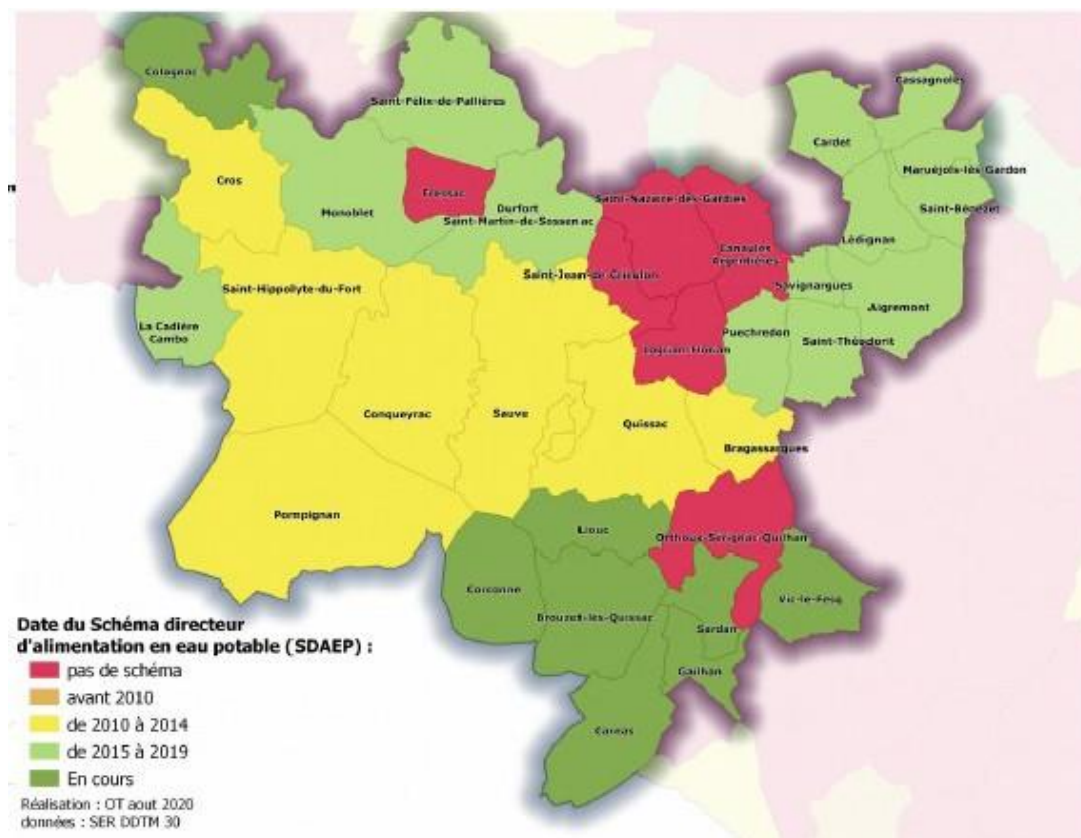 Colognac
Cassagnoles
Saint-Félix-de-Pallières
Cardet
Maruéjols-lès-Gardon
Cros
Fressac
Saint-Nazaire-des-Gardies
Durfort
Monoblet
Saint-Martin-de-Sossenac
Saint-Bénézet
Lédignan
Canaules
Argentières
Saint-Jean-de-Crieulon
Savignargues
Saint-Hippolyte-du-Fort
Aigremont
La Cadière
Cambo
Puechredon
Saint-Théodorit
Logrian-Florian
Conqueyrac
Sauve
Quissac
Bragassargues
Pompignan
Liouc
Orthoux-Sérignac-Quilhan
Corconne
Vic-le-Fesq
Brouzet-lès-Quissac
Sardan
Gailhan
Carnas
Date du Schéma directeur
d'alimentation en eau potable (SDAEP) :
pas de schéma
avant 2010
de 2010 à 2014
de 2015 à 2019
En cours
Réalisation : OT aout 2020
données : SER DDTM 30